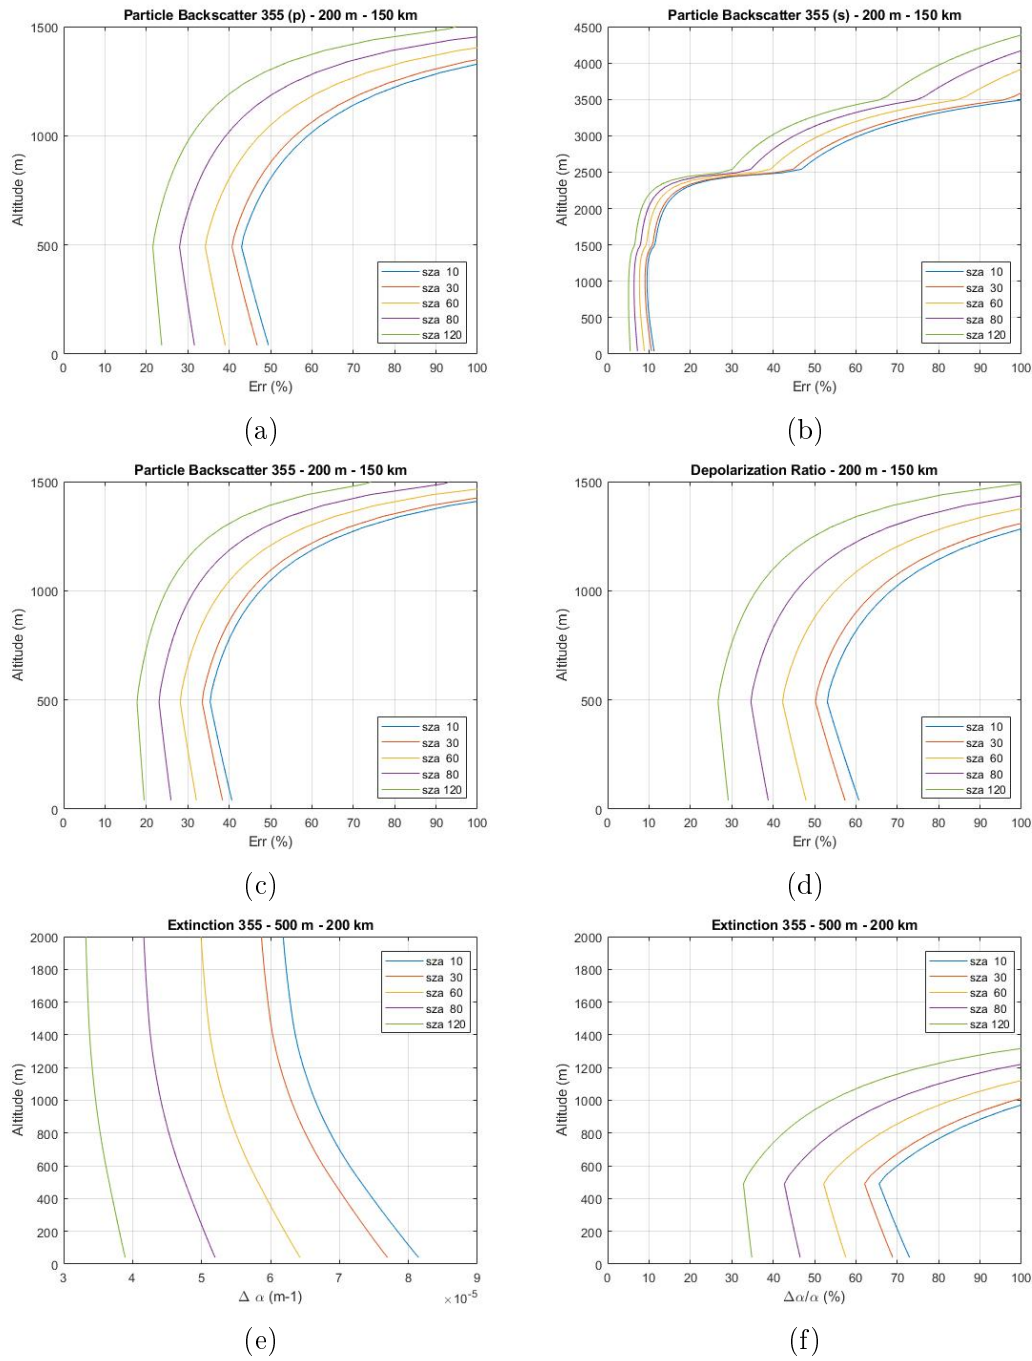 Particle Backscatter 355 (p) - 200 m - 150 km
1500
1000
500
0
Altitude (m)
0 10 20 30 40 50 60 70 80 90 100
Err (%)
sza 10
sza 30
sza 60
sza 80
sza 120
(a)
Particle Backscatter 355 (s) - 200 m - 150 km
4500
4000
3500
3000
2500
2000
1500
1000
500
0
Altitude (m)
0 10 20 30 40 50 60 70 80 90 100
Err (%)
sza 10
sza 30
sza 60
sza 80
sza 120
(b)
Particle Backscatter 355 - 200 m - 150 km
1500
1000
500
0
Altitude (m)
0 10 20 30 40 50 60 70 80 90 100
Err (%)
sza 10
sza 30
sza 60
sza 80
sza 120
(c)
Depolarization Ratio - 200 m - 150 km
1500
1000
500
0
Altitude (m)
0 10 20 30 40 50 60 70 80 90 100
Err (%)
sza 10
sza 30
sza 60
sza 80
sza 120
(d)
Extinction 355 - 500 m - 200 km
2000
1800
1600
1400
1200
1000
800
600
400
200
0
Altitude (m)
3 4 5 6 7 8 9
Δ α (m-1)
×10⁻⁵
sza 10
sza 30
sza 60
sza 80
sza 120
(e)
Extinction 355 - 500 m - 200 km
2000
1800
1600
1400
1200
1000
800
600
400
200
0
Altitude (m)
0 10 20 30 40 50 60 70 80 90 100
Δα/α (%)
sza 10
sza 30
sza 60
sza 80
sza 120
(f)